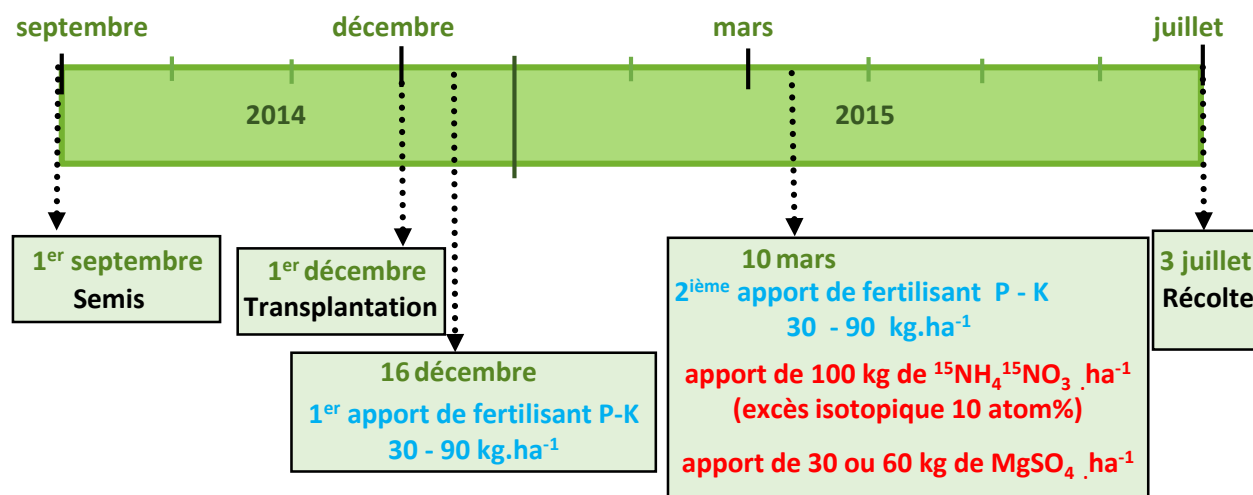 septembre
décembre
mars
juillet
2014
2015
1er septembre
Semis
1er décembre
Transplantation
16 décembre
1er apport de fertilisant P-K
30 - 90 kg.ha-1
10 mars
2ième apport de fertilisant P - K
30 - 90 kg.ha-1
apport de 100 kg de 15NH415NO3 .ha-1
(excès isotopique 10 atom%)
apport de 30 ou 60 kg de MgSO4 .ha-1
3 juillet
Récolte